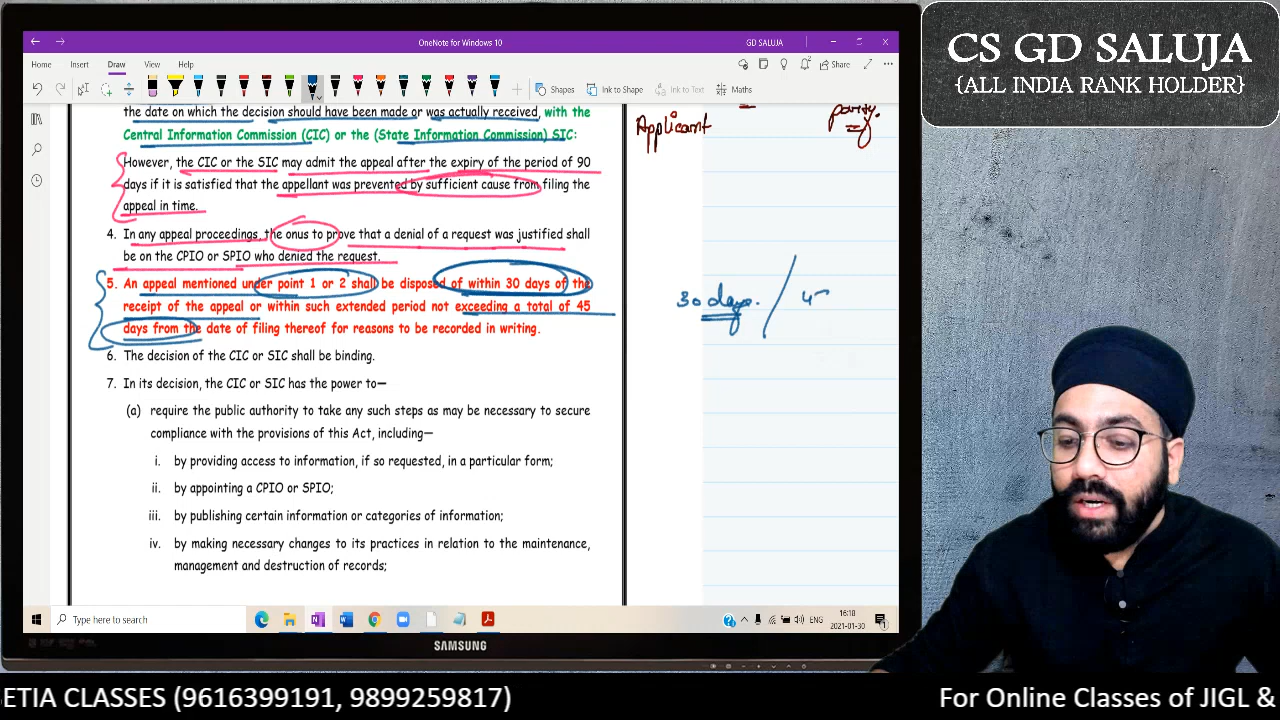 OneNote for Windows 10
GD SALUJA
Home Insert Draw View Help
Share
Shapes
Ink to Shape
Ink to Text
Maths
the date on which the decision should have been made or was actually received, with the
Central Information Commission (CIC) or the (State Information Commission) SIC:
However, the CIC or the SIC may admit the appeal after the expiry of the period of 90
days if it is satisfied that the appellant was prevented by sufficient cause from filing the
appeal in time.
4. In any appeal proceedings, the onus to prove that a denial of a request was justified shall
be on the CPIO or SPIO who denied the request.
5. An appeal mentioned under point 1 or 2 shall be disposed of within 30 days of the
receipt of the appeal or within such extended period not exceeding a total of 45
days from the date of filing thereof for reasons to be recorded in writing.
6. The decision of the CIC or SIC shall be binding.
7. In its decision, the CIC or SIC has the power to—
(a) require the public authority to take any such steps as may be necessary to secure
compliance with the provisions of this Act, including—
i. by providing access to information, if so requested, in a particular form;
ii. by appointing a CPIO or SPIO;
iii. by publishing certain information or categories of information;
iv. by making necessary changes to its practices in relation to the maintenance,
management and destruction of records;
Applicant
party.
30 days. / 4
CS GD SALUJA
{ALL INDIA RANK HOLDER}
Type here to search
ENG
16:18
2021-01-30
SAMSUNG
ETIA CLASSES (9616399191, 9899259817)
For Online Classes of JIGL &